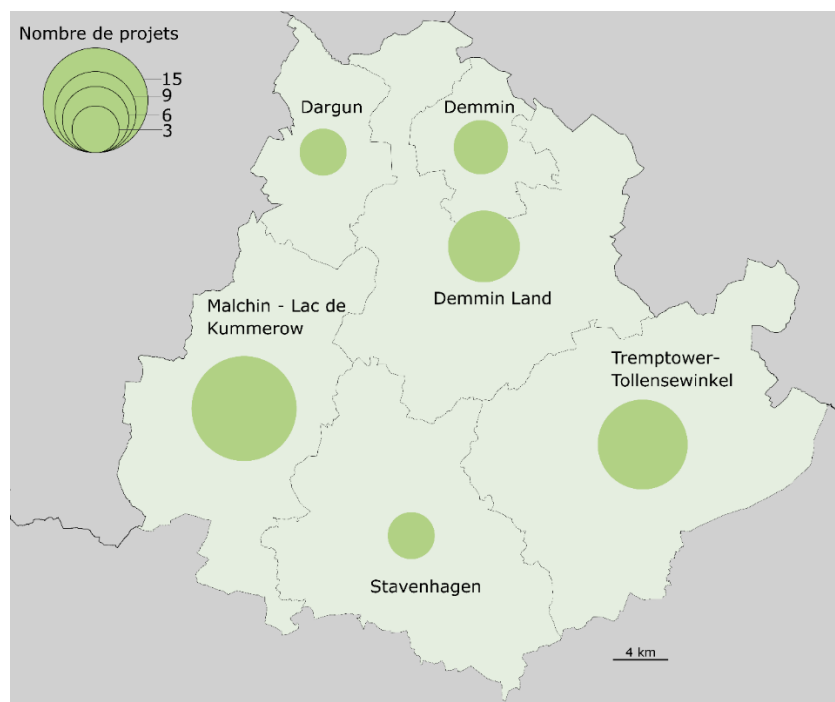 Nombre de projets
15
9
6
3
Dargun
Demmin
Demmin Land
Malchin - Lac de
Kummerow
Tremptower-
Tollensewinkel
Stavenhagen
4 km